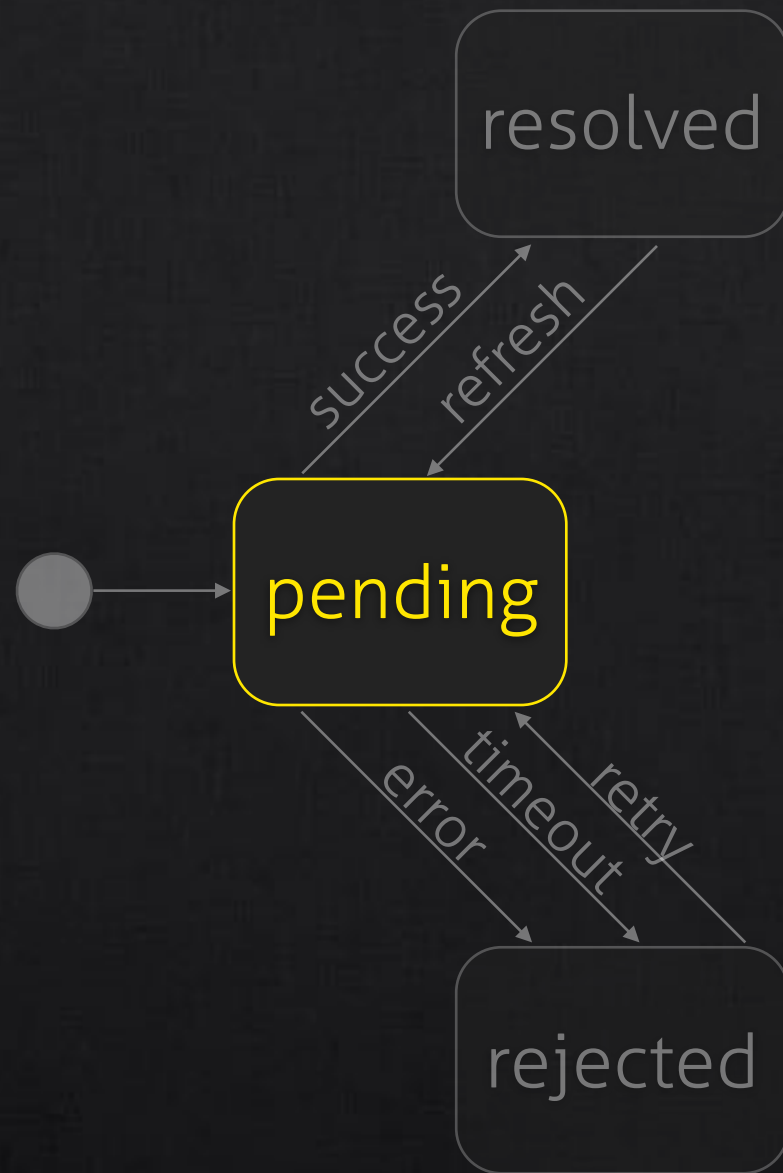 resolved
success
refresh
pending
error
timeout
retry
rejected